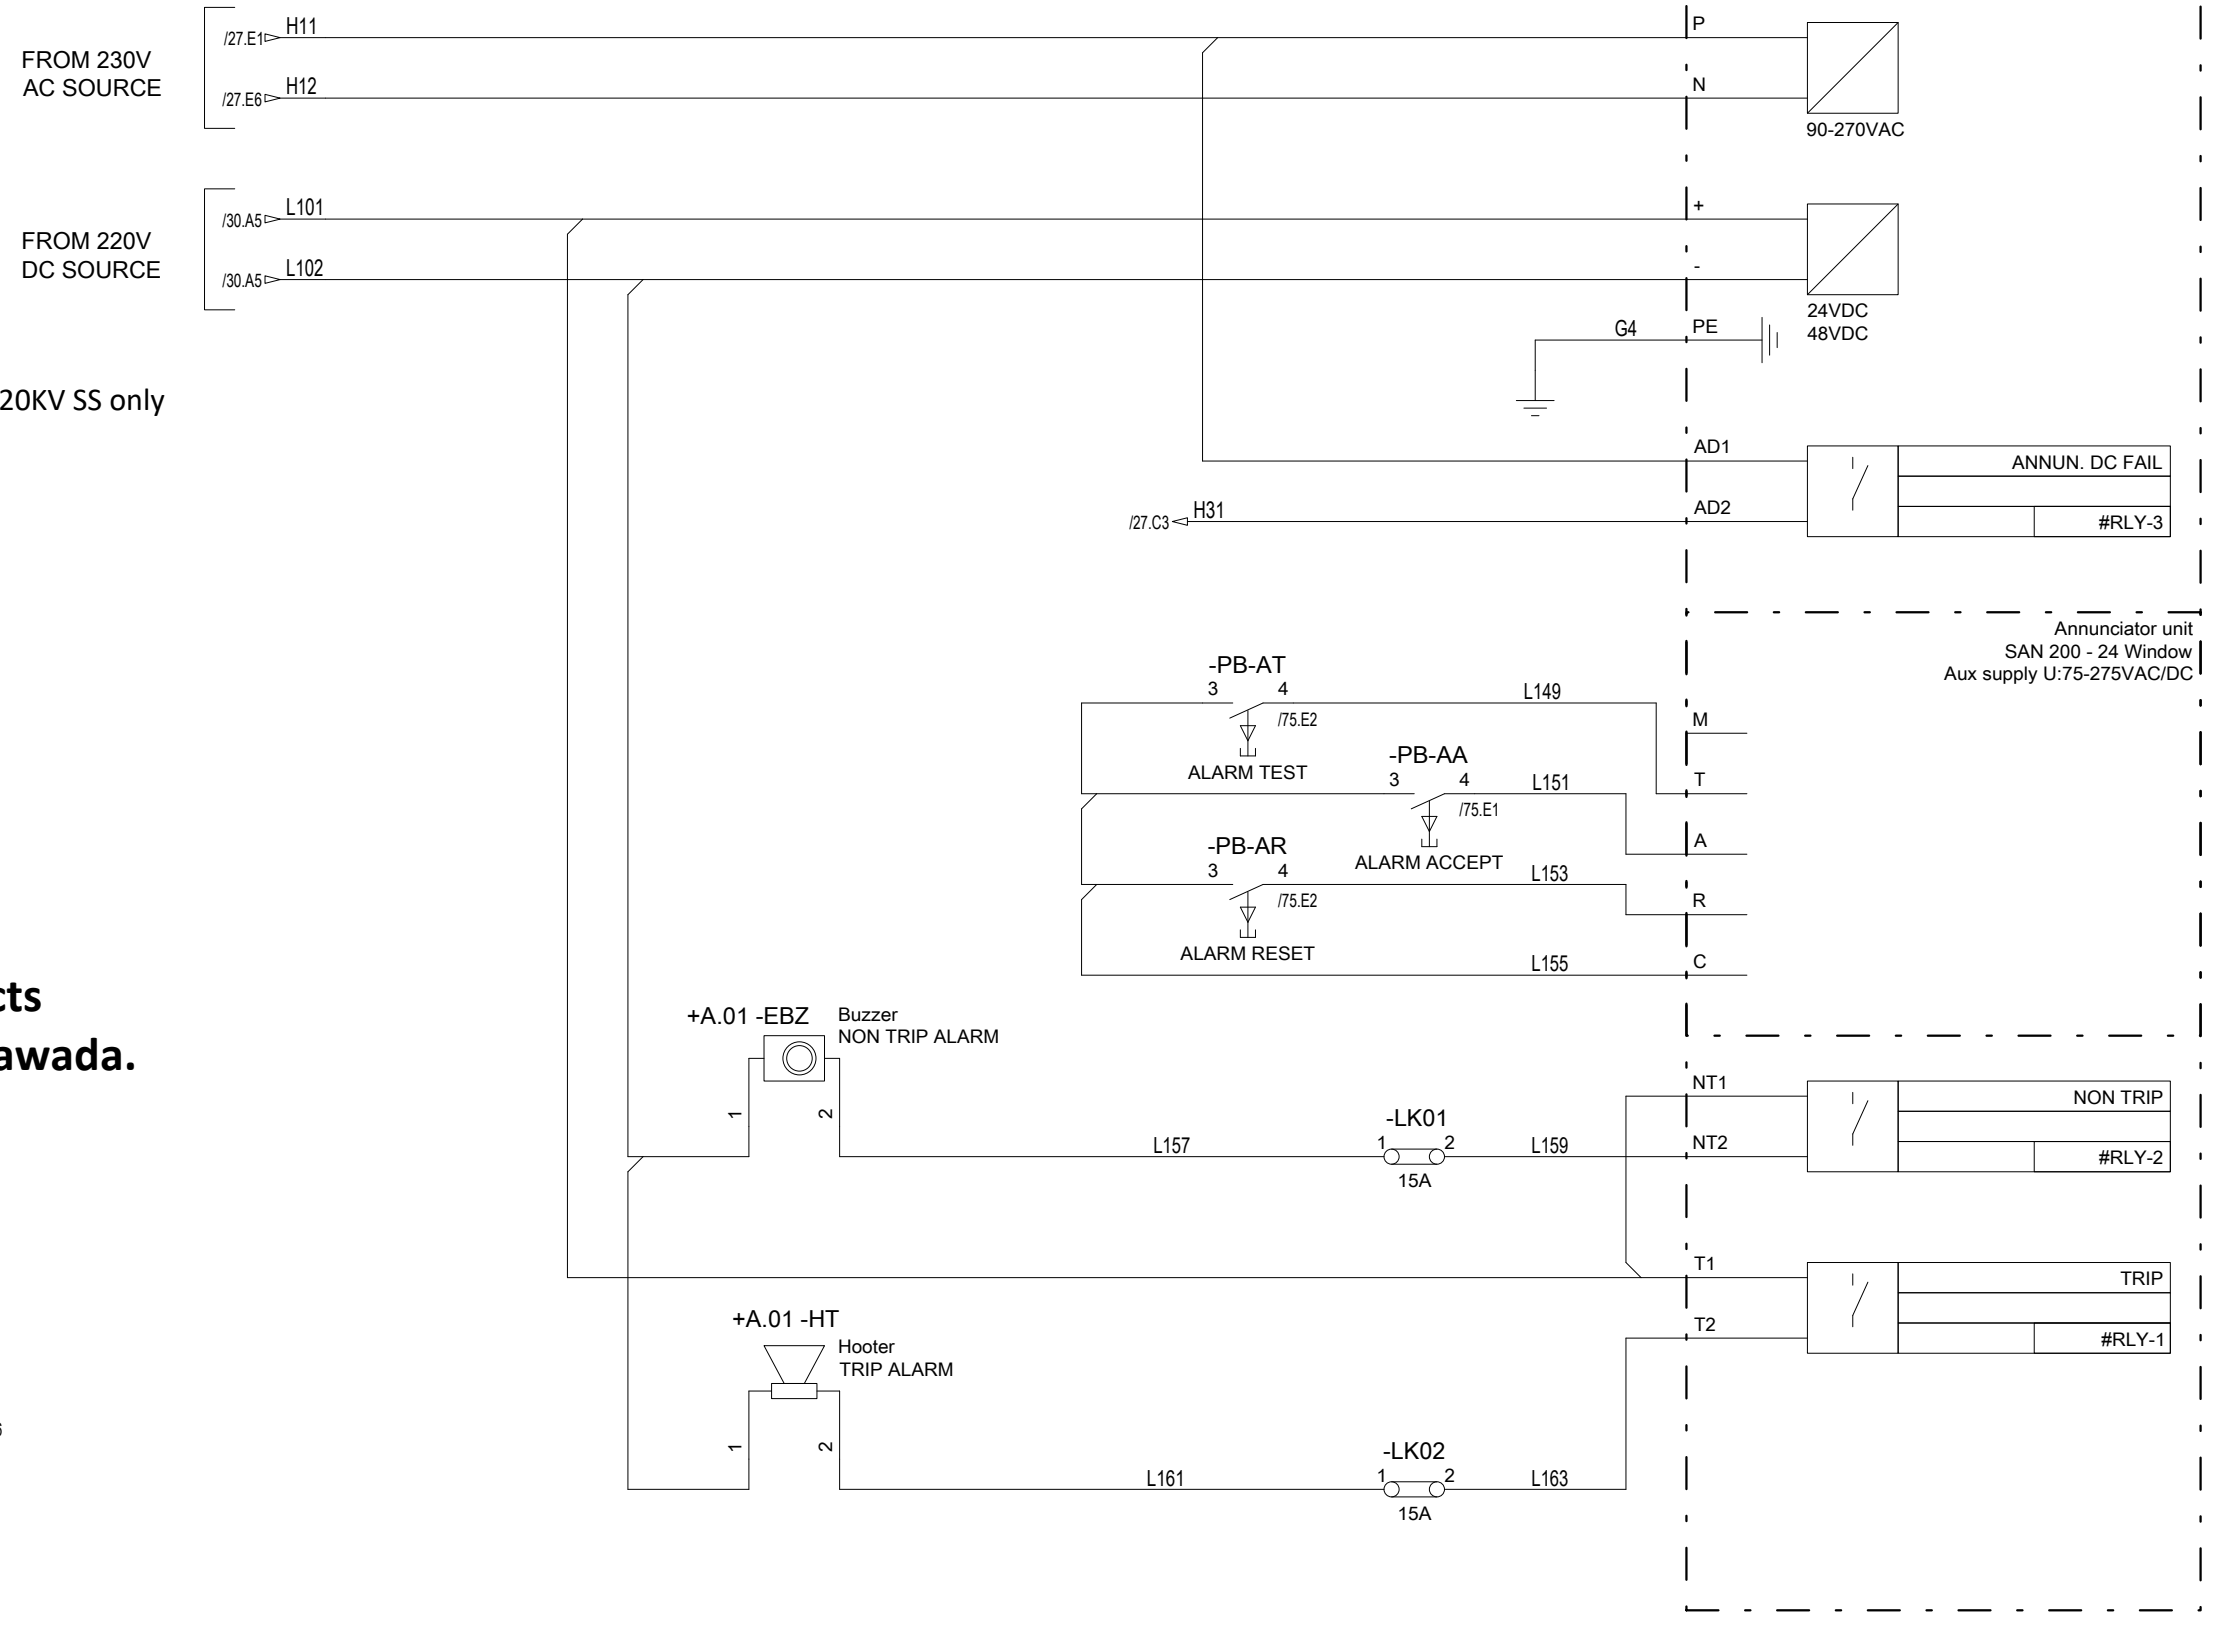 FROM 230V
AC SOURCE
/27.E1
H11
/27.E6
H12
P
N
90-270VAC
FROM 220V
DC SOURCE
/30.A5
L101
/30.A5
L102
+
-
24VDC
48VDC
G4
PE
20KV SS only
AD1
ANNUN. DC FAIL
/27.C3
H31
AD2
#RLY-3
Annunciator unit
SAN 200 - 24 Window
Aux supply U:75-275VAC/DC
-PB-AT
3
4
/75.E2
ALARM TEST
L149
M
-PB-AA
3
4
/75.E1
ALARM ACCEPT
L151
T
A
-PB-AR
3
4
/75.E2
ALARM RESET
L153
R
L155
C
cts
awada.
+A.01 -EBZ
Buzzer
NON TRIP ALARM
1
2
L157
-LK01
1
2
15A
L159
NT1
NON TRIP
NT2
#RLY-2
T1
TRIP
+A.01 -HT
Hooter
TRIP ALARM
T2
#RLY-1
1
2
L161
-LK02
1
2
15A
L163